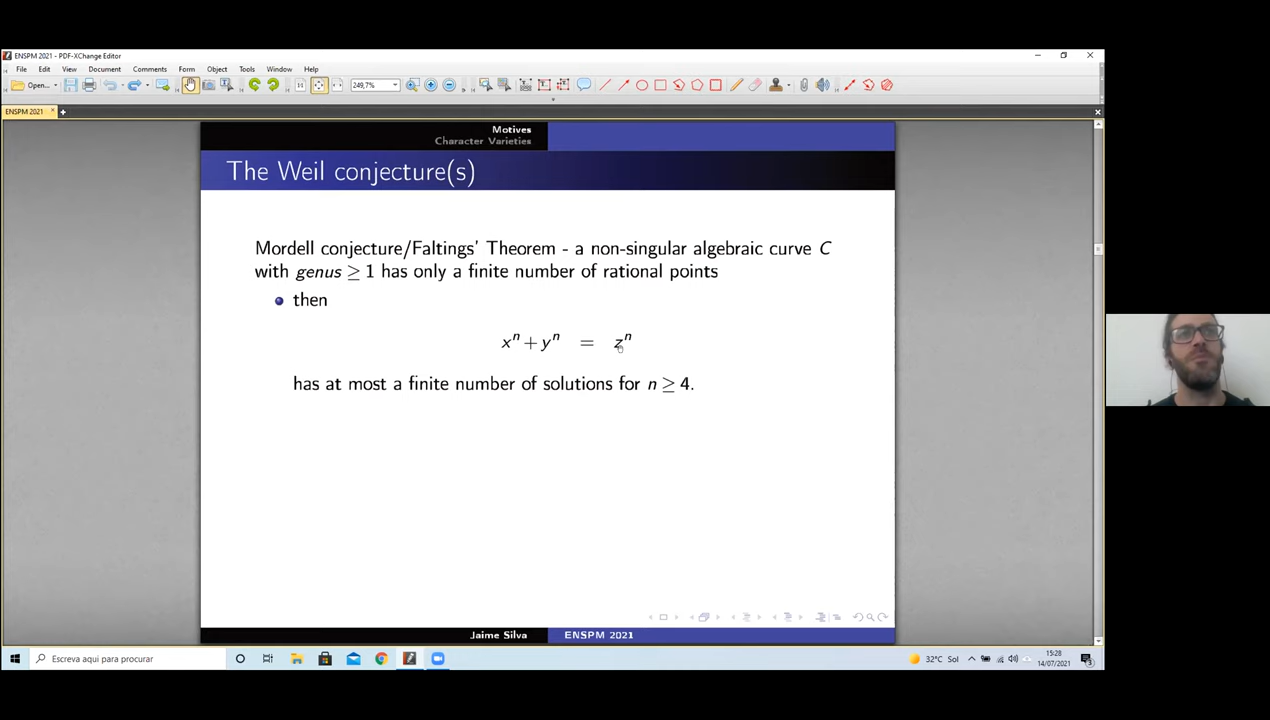 ENSPM 2021 - PDF-XChange Editor
File Edit View Document Comments Form Object Tools Window Help
Open... 249,7%
ENSPM 2021
Motives
Character Varieties
The Weil conjecture(s)
Mordell conjecture/Faltings' Theorem - a non-singular algebraic curve C
with genus ≥ 1 has only a finite number of rational points
then
xⁿ + yⁿ = zⁿ
has at most a finite number of solutions for n ≥ 4.
Jaime Silva ENSPM 2021
Escreva aqui para procurar
32°C Sol
15:28
14/07/2021